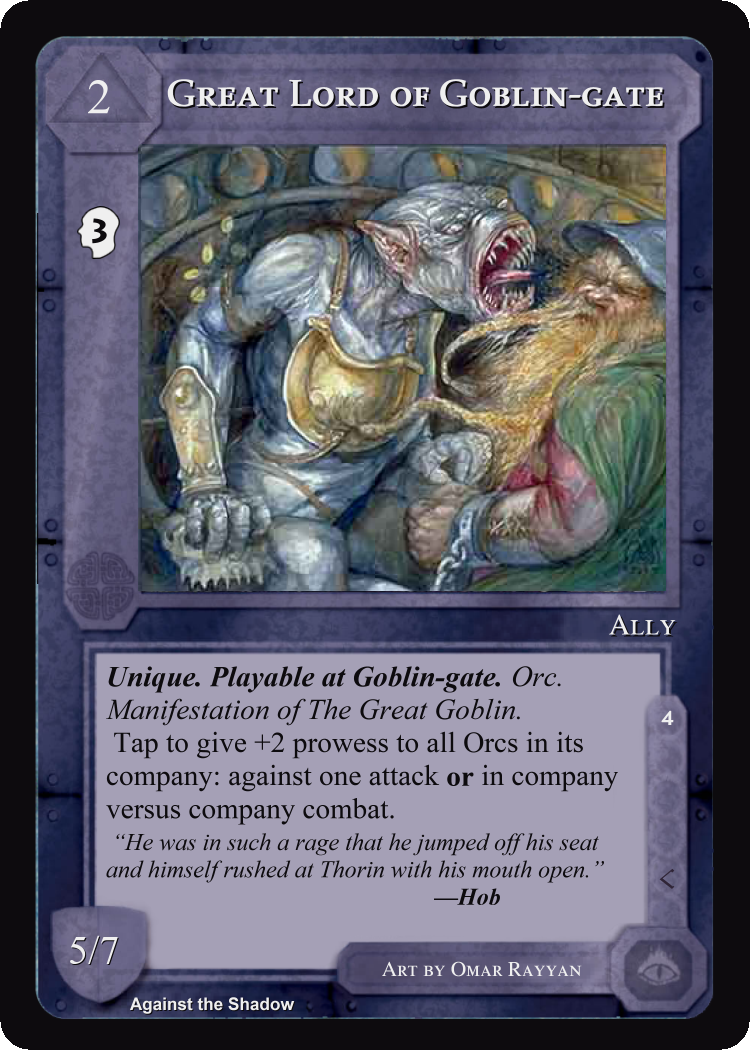 2
Great Lord of Goblin-gate
3
Ally
Unique. Playable at Goblin-gate. Orc.
Manifestation of The Great Goblin.
Tap to give +2 prowess to all Orcs in its
company: against one attack or in company
versus company combat.
“He was in such a rage that he jumped off his seat
and himself rushed at Thorin with his mouth open.”
—Hob
4
5/7
Art by Omar Rayyan
Against the Shadow